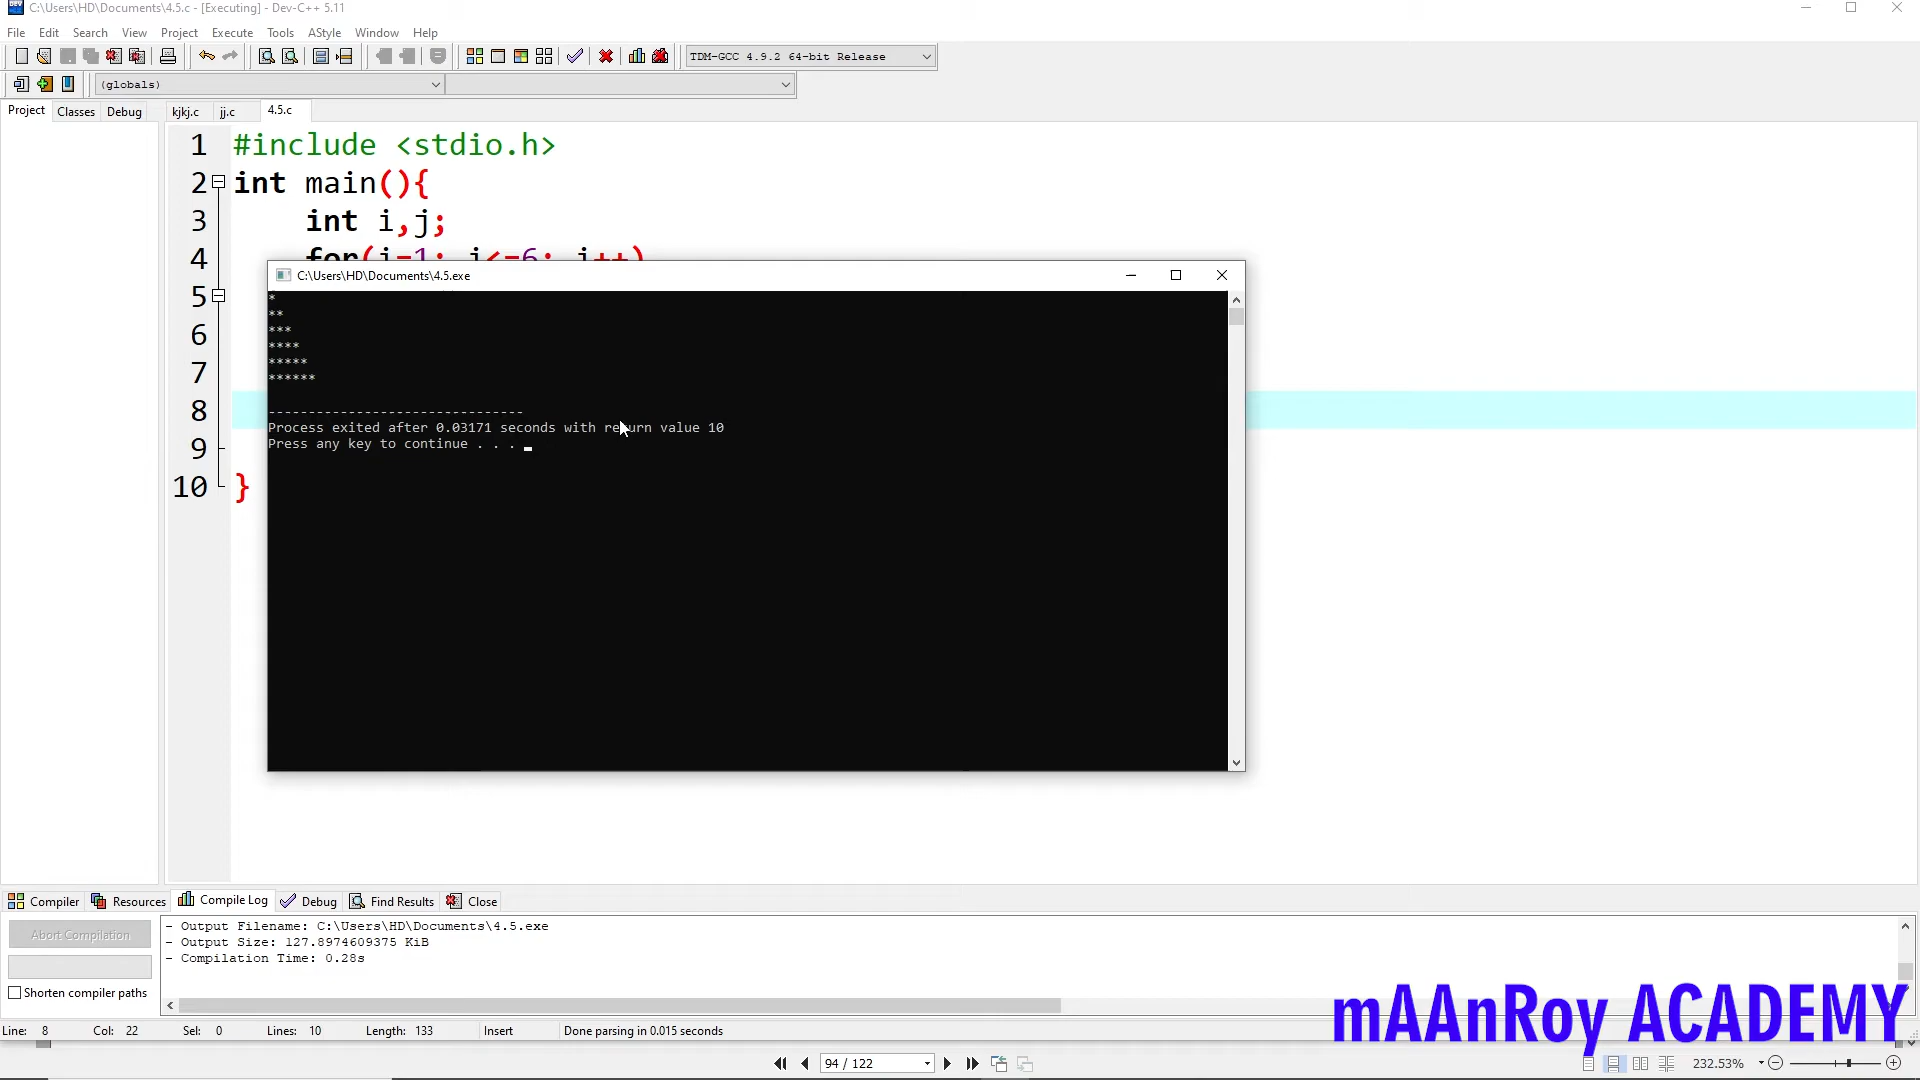 C:\Users\HD\Documents\4.5.c - [Executing] - Dev-C++ 5.11
File Edit Search View Project Execute Tools AStyle Window Help
TDM-GCC 4.9.2 64-bit Release
(globals)
Project Classes Debug kjkj.c jj.c 4.5.c
1 #include <stdio.h>
2 int main(){
3 int i,j;
4 for(i=1; i<=6; i++)
C:\Users\HD\Documents\4.5.exe
5
6
7
8
9
10 }
*
**
***
****
*****
******
--------------------------------
Process exited after 0.03171 seconds with return value 10
Press any key to continue . . .
Compiler Resources Compile Log Debug Find Results Close
Abort Compilation
Shorten compiler paths
- Output Filename: C:\Users\HD\Documents\4.5.exe
- Output Size: 127.8974609375 KiB
- Compilation Time: 0.28s
mAAnRoy ACADEMY
Line: 8 Col: 22 Sel: 0 Lines: 10 Length: 133 Insert Done parsing in 0.015 seconds
94 / 122
232.53%